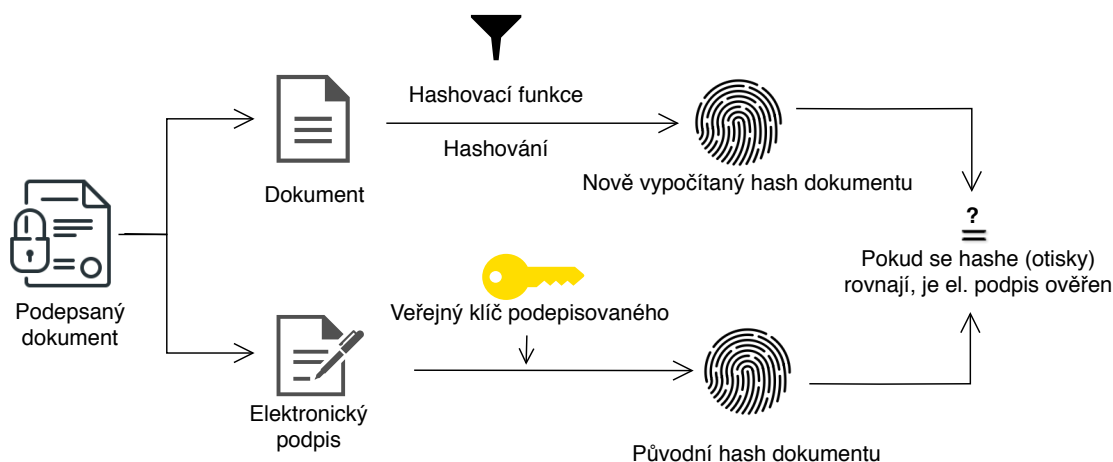 Hashovací funkce
Hashování
Dokument
Nově vypočítaný hash dokumentu
?
=
Pokud se hashe (otisky)
rovnají, je el. podpis ověřen
Podepsaný
dokument
Veřejný klíč podepisovaného
Elektronický
podpis
Původní hash dokumentu